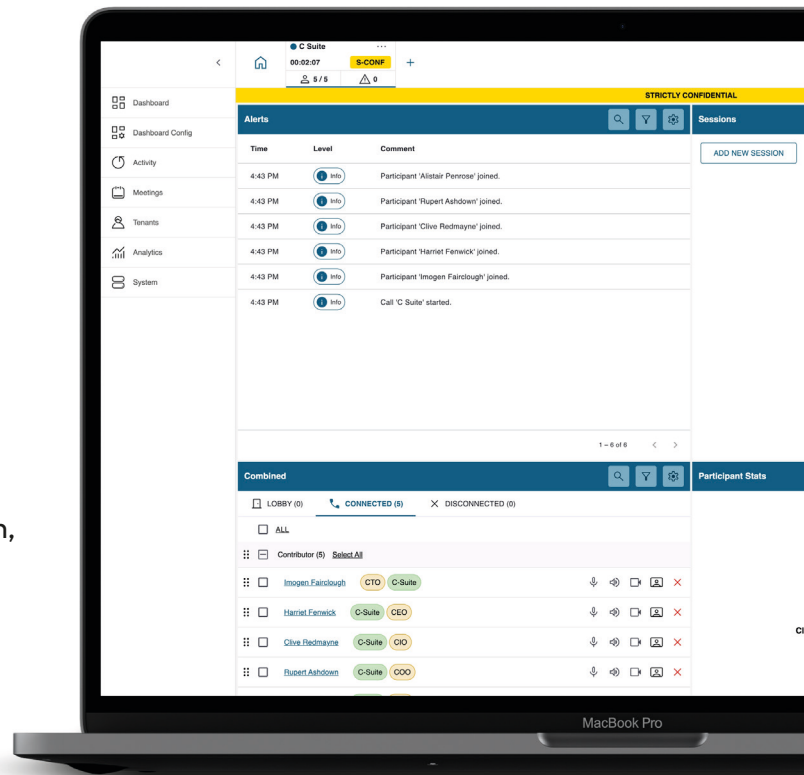 C Suite ...
00:02:07 S-CONF +
5 / 5 0
STRICTLY CONFIDENTIAL
Dashboard
Dashboard Config
Activity
Meetings
Tenants
Analytics
System
Alerts
Time Level Comment
4:43 PM Info Participant 'Alistair Penrose' joined.
4:43 PM Info Participant 'Rupert Ashdown' joined.
4:43 PM Info Participant 'Clive Redmayne' joined.
4:43 PM Info Participant 'Harriet Fenwick' joined.
4:43 PM Info Participant 'Imogen Fairclough' joined.
4:43 PM Info Call 'C Suite' started.
1 – 6 of 6
Sessions
ADD NEW SESSION
Combined
LOBBY (0) CONNECTED (5) DISCONNECTED (0)
ALL
Contributor (5) Select All
Imogen Fairclough CTO C-Suite
Harriet Fenwick C-Suite CEO
Clive Redmayne C-Suite CIO
Rupert Ashdown C-Suite COO
Participant Stats
MacBook Pro